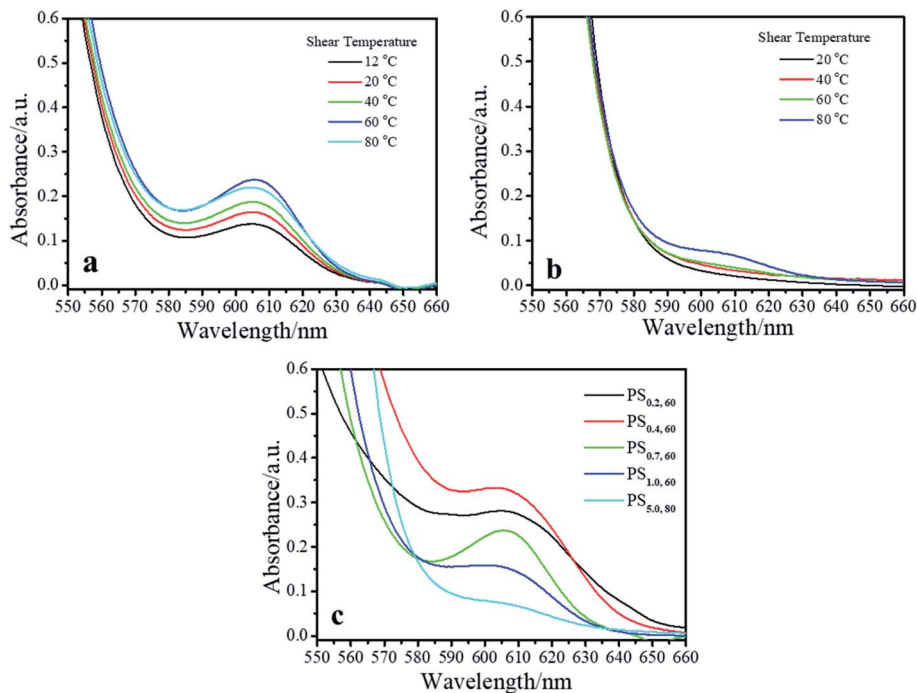 0.6
0.5
0.4
0.3
0.2
0.1
0.0
Absorbance/a.u.
Shear Temperature
12 °C
20 °C
40 °C
60 °C
80 °C
a
550 560 570 580 590 600 610 620 630 640 650 660
Wavelength/nm
0.6
0.5
0.4
0.3
0.2
0.1
0.0
Absorbance/a.u.
Shear Temperature
20 °C
40 °C
60 °C
80 °C
b
550 560 570 580 590 600 610 620 630 640 650 660
Wavelength/nm
0.6
0.5
0.4
0.3
0.2
0.1
0.0
Absorbance/a.u.
PS0.2, 60
PS0.4, 60
PS0.7, 60
PS1.0, 60
PS5.0, 80
c
550 560 570 580 590 600 610 620 630 640 650 660
Wavelength/nm